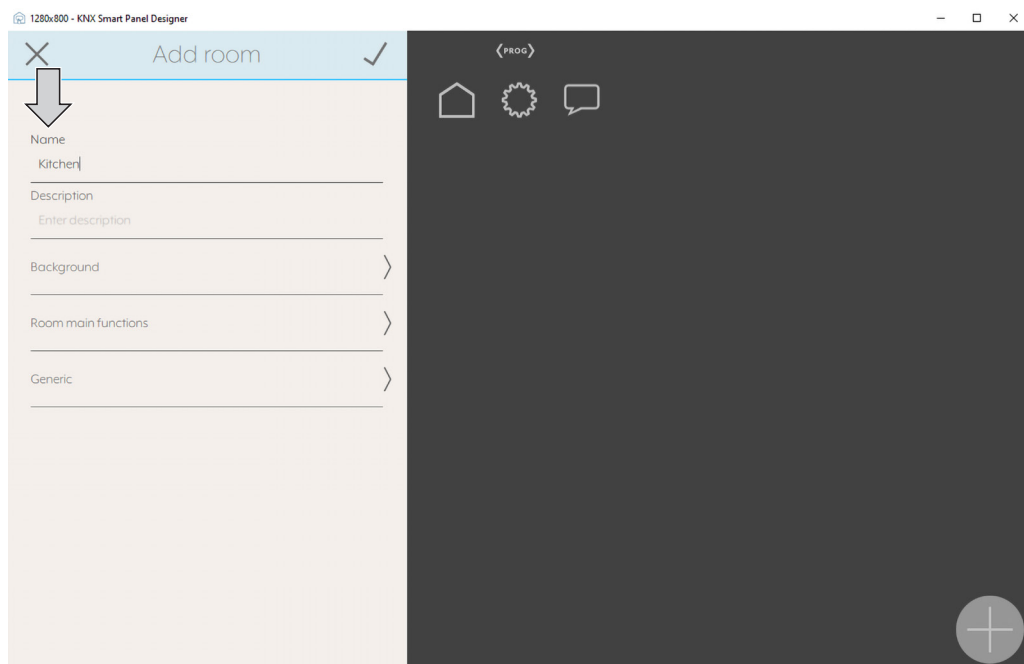 1280x800 - KNX Smart Panel Designer
Add room
PROG
Name
Kitchen
Description
Enter description
Background
Room main functions
Generic